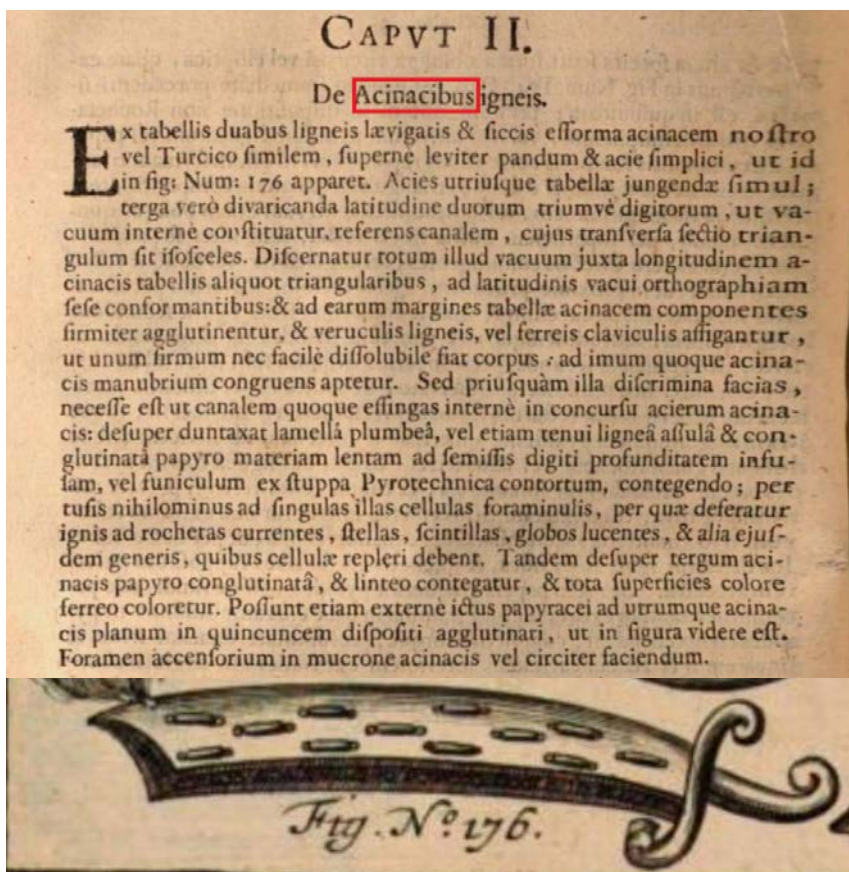 CAPVT II.
De Acinacibus igneis.
Ex tabellis duabus ligneis lævigatis & ſiccis efforma acinacem noſtro
vel Turcico ſimilem, ſupernè leviter pandum & acie ſimplici, ut id
in fig: Num: 176 apparet. Acies utriuſque tabellæ jungendæ ſimul;
terga verò divaricanda latitudine duorum triumvè digitorum, ut va-
cuum internè conſtituatur, referens canalem, cujus tranſverſa ſectio trian-
gulum ſit iſoſceles. Diſcernatur totum illud vacuum juxta longitudinem a-
cinacis tabellis aliquot triangularibus, ad latitudinis vacui orthographiam
ſeſe conformantibus: & ad earum margines tabellæ acinacem componentes
firmiter agglutinentur, & veruculis ligneis, vel ferreis claviculis affigantur,
ut unum firmum nec facilè diſſolubile fiat corpus: ad imum quoque acina-
cis manubrium congruens aptetur. Sed priuſquàm illa diſcrimina facias,
neceſſe eſt ut canalem quoque effingas internè in concurſu acierum acina-
cis: deſuper duntaxat lamellâ plumbeâ, vel etiam tenui ligneâ aſſulâ & con-
glutinatâ papyro materiam lentam ad ſemiſſis digiti profunditatem infu-
ſam, vel funiculum ex ſtuppa Pyrotechnica contortum, contegendo; per
tuſis nihilominus ad ſingulas illas cellulas foraminulis, per quæ deferatur
ignis ad rochetas currentes, ſtellas, ſcintillas, globos lucentes, & alia ejuſ-
dem generis, quibus cellulæ repleri debent. Tandem deſuper tergum aci-
nacis papyro conglutinatâ, & linteo contegatur, & tota ſuperficies colore
ferreo coloretur. Poſſunt etiam externè ictus papyracei ad utrumque acina-
cis planum in quincuncem diſpoſiti agglutinari, ut in figura videre eſt.
Foramen accenſorium in mucrone acinacis vel circiter faciendum.
Fig. Nº 176.